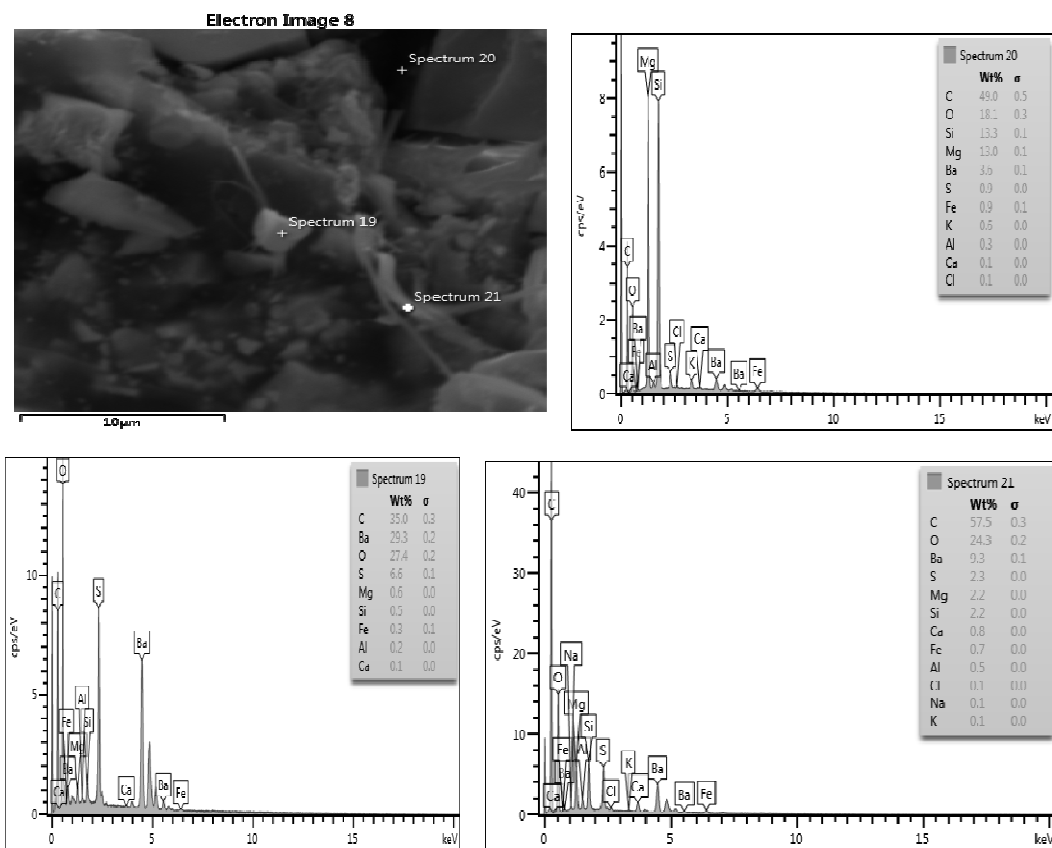 Electron Image 8
Spectrum 20
Spectrum 19
Spectrum 21
10µm
Spectrum 20
Wt% σ
C 49.0 0.5
O 18.1 0.3
Si 13.3 0.1
Mg 13.0 0.1
Ba 3.6 0.1
S 0.9 0.0
Fe 0.9 0.1
K 0.6 0.0
Al 0.3 0.0
Ca 0.1 0.0
Cl 0.1 0.0
cps/eV
8
6
4
2
0
Mg
Si
C
O
Ba
Fe
Ca
Al
S
Cl
K
Ca
Ba
Ba
Fe
0 5 10 15 keV
Spectrum 19
Wt% σ
C 35.0 0.3
Ba 29.3 0.2
O 27.4 0.2
S 6.6 0.1
Mg 0.6 0.0
Si 0.5 0.0
Fe 0.3 0.1
Al 0.2 0.0
Ca 0.1 0.0
cps/eV
10
5
0
O
C
S
Ba
Al
Fe
Si
Mg
Ba
Ca
Ca
Ba
Fe
0 5 10 15 keV
Spectrum 21
Wt% σ
C 57.5 0.3
O 24.3 0.2
Ba 9.3 0.1
S 2.3 0.0
Mg 2.2 0.0
Si 2.2 0.0
Ca 0.8 0.0
Fe 0.7 0.0
Al 0.5 0.0
Cl 0.1 0.0
Na 0.1 0.0
K 0.1 0.0
cps/eV
40
30
20
10
0
C
Na
O
Mg
Si
Fe
Al
S
Ba
Ca
Cl
K
Ca
Ba
Ba
Fe
0 5 10 15 keV